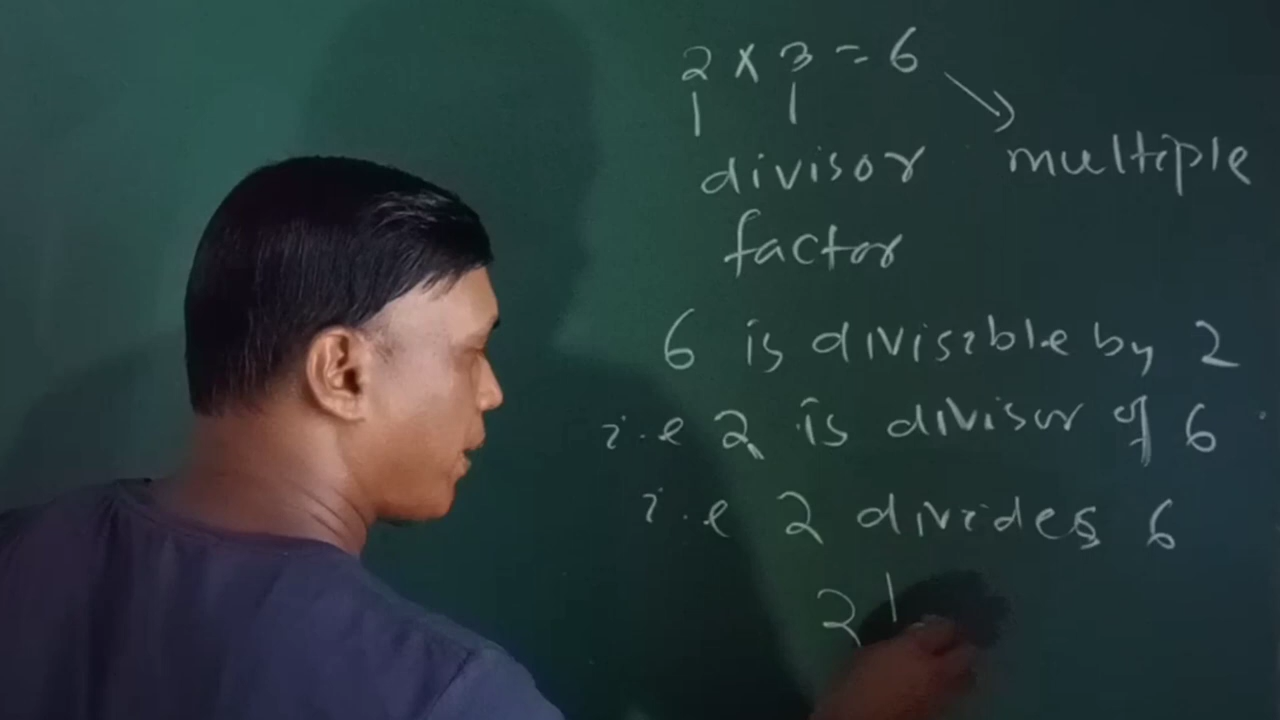 2 x 3 = 6
divisor multiple
factor
6 is divisible by 2
i.e 2 is divisor of 6
i.e 2 divides 6
2 |